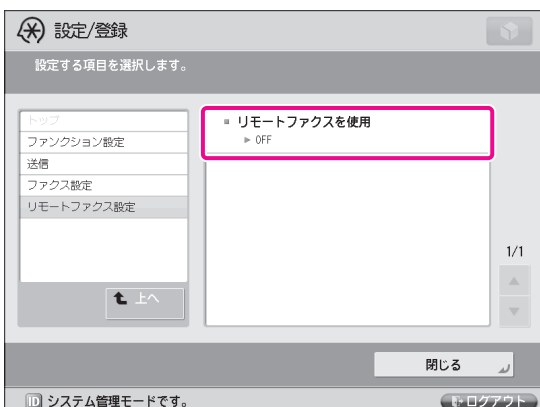 設定/登録
設定する項目を選択します。
トップ
ファンクション設定
送信
ファクス設定
リモートファクス設定
上へ
■ リモートファクスを使用
► OFF
1/1
閉じる
ID システム管理モードです。
ログアウト